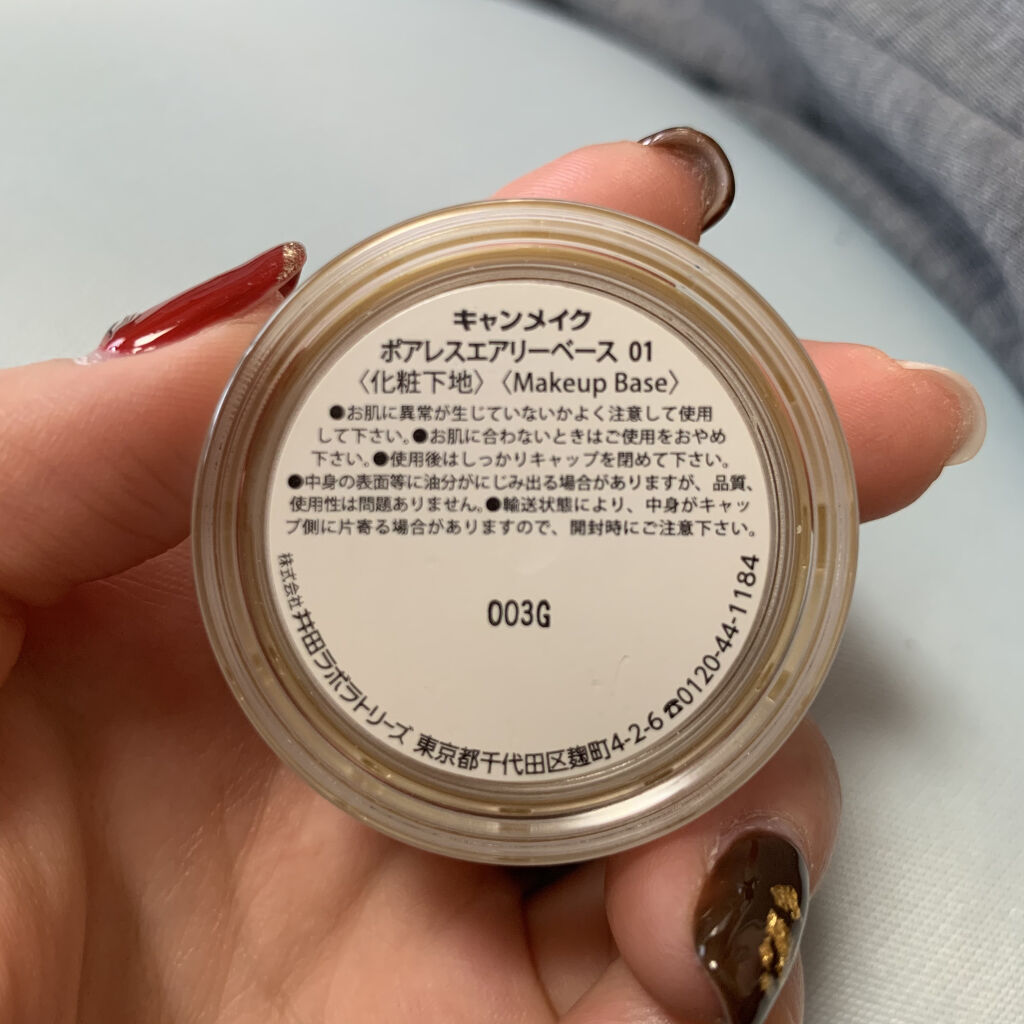 キャンメイク
ポアレスエアリーベース 01
〈化粧下地〉〈Makeup Base〉
●お肌に異常が生じていないかよく注意して使用
して下さい。●お肌に合わないときはご使用をおやめ
下さい。●使用後はしっかりキャップを閉めて下さい。
●中身の表面等に油分がにじみ出る場合がありますが、品質、
使用性は問題ありません。●輸送状態により、中身がキャッ
プ側に片寄る場合がありますので、開封時にご注意下さい。
003G
株式会社井田ラボラトリーズ 東京都千代田区麹町4-2-6 ☎0120-44-1184